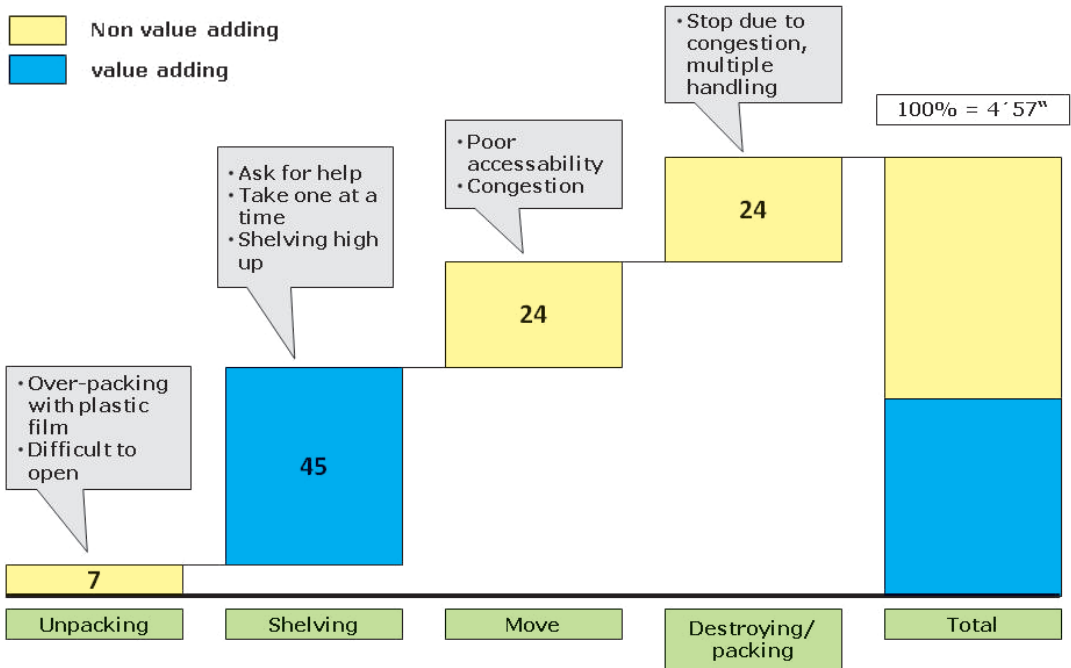 Non value adding
value adding
• Stop due to
congestion,
multiple
handling
100% = 4´57"
• Poor
accessability
• Congestion
• Ask for help
• Take one at a
time
• Shelving high
up
24
24
• Over-packing
with plastic
film
• Difficult to
open
45
7
Unpacking
Shelving
Move
Destroying/
packing
Total